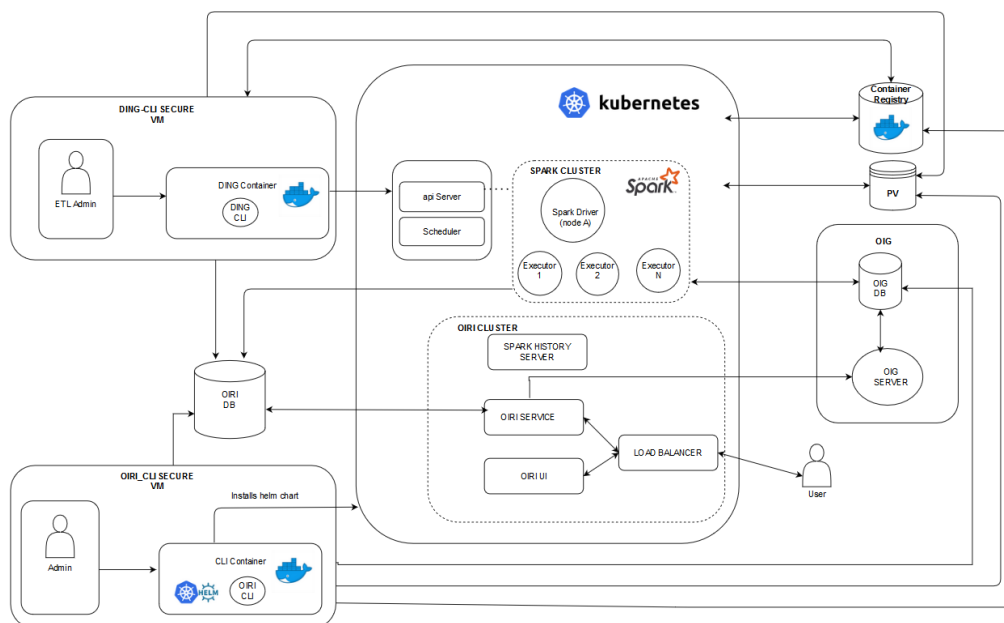 DING-CLI SECURE
VM
ETL Admin
DING Container
DING
CLI
kubernetes
Container
Registry
PV
api Server
Scheduler
SPARK CLUSTER
APACHE
Spark
Spark Driver
(node A)
Executor
1
Executor
2
Executor
N
OIG
OIG
DB
OIG
SERVER
OIRI CLUSTER
SPARK HISTORY
SERVER
OIRI SERVICE
OIRI UI
LOAD BALANCER
User
OIRI
DB
OIRI_CLI SECURE
VM
Installs helm chart
Admin
CLI Container
HELM
OIRI
CLI